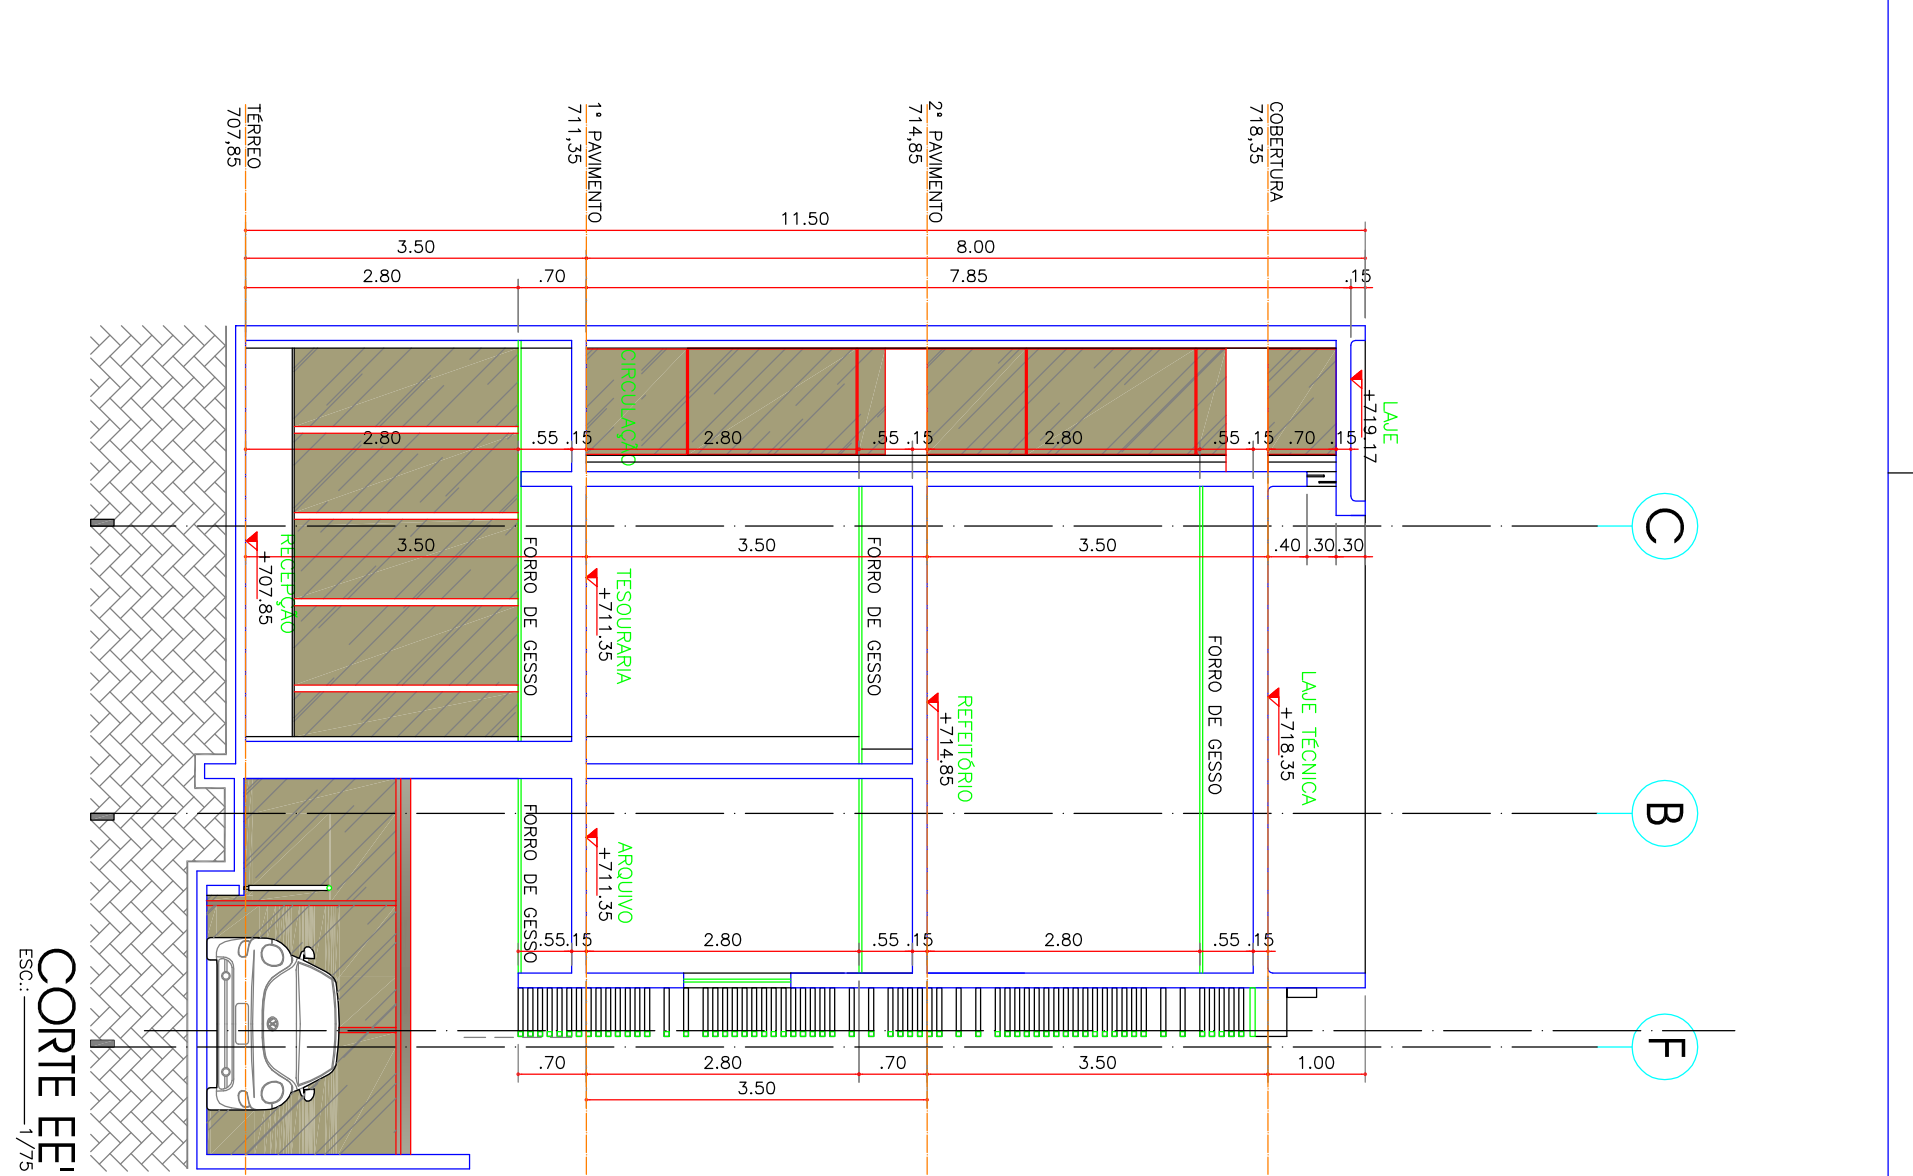 TÉRREO
707,85
1° PAVIMENTO
711,35
2° PAVIMENTO
714,85
COBERTURA
718,35
11.50
3.50
8.00
2.80
.70
7.85
.15
CIRCULAÇÃO
LAJE
+719.17
2.80
.55
.15
2.80
.55
.15
2.80
.55
.15
.70
.15
C
3.50
3.50
3.50
.40
.30
.30
RECEPÇÃO
+707.85
FORRO DE GESSO
TESOURARIA
+711.35
FORRO DE GESSO
REFEITÓRIO
+714.85
FORRO DE GESSO
LAJE TÉCNICA
+718.35
B
FORRO DE GESSO
ARQUIVO
+711.35
.55
.15
2.80
.55
.15
2.80
.55
.15
F
.70
2.80
.70
3.50
1.00
3.50
CORTE EE'
ESC.: 1/75